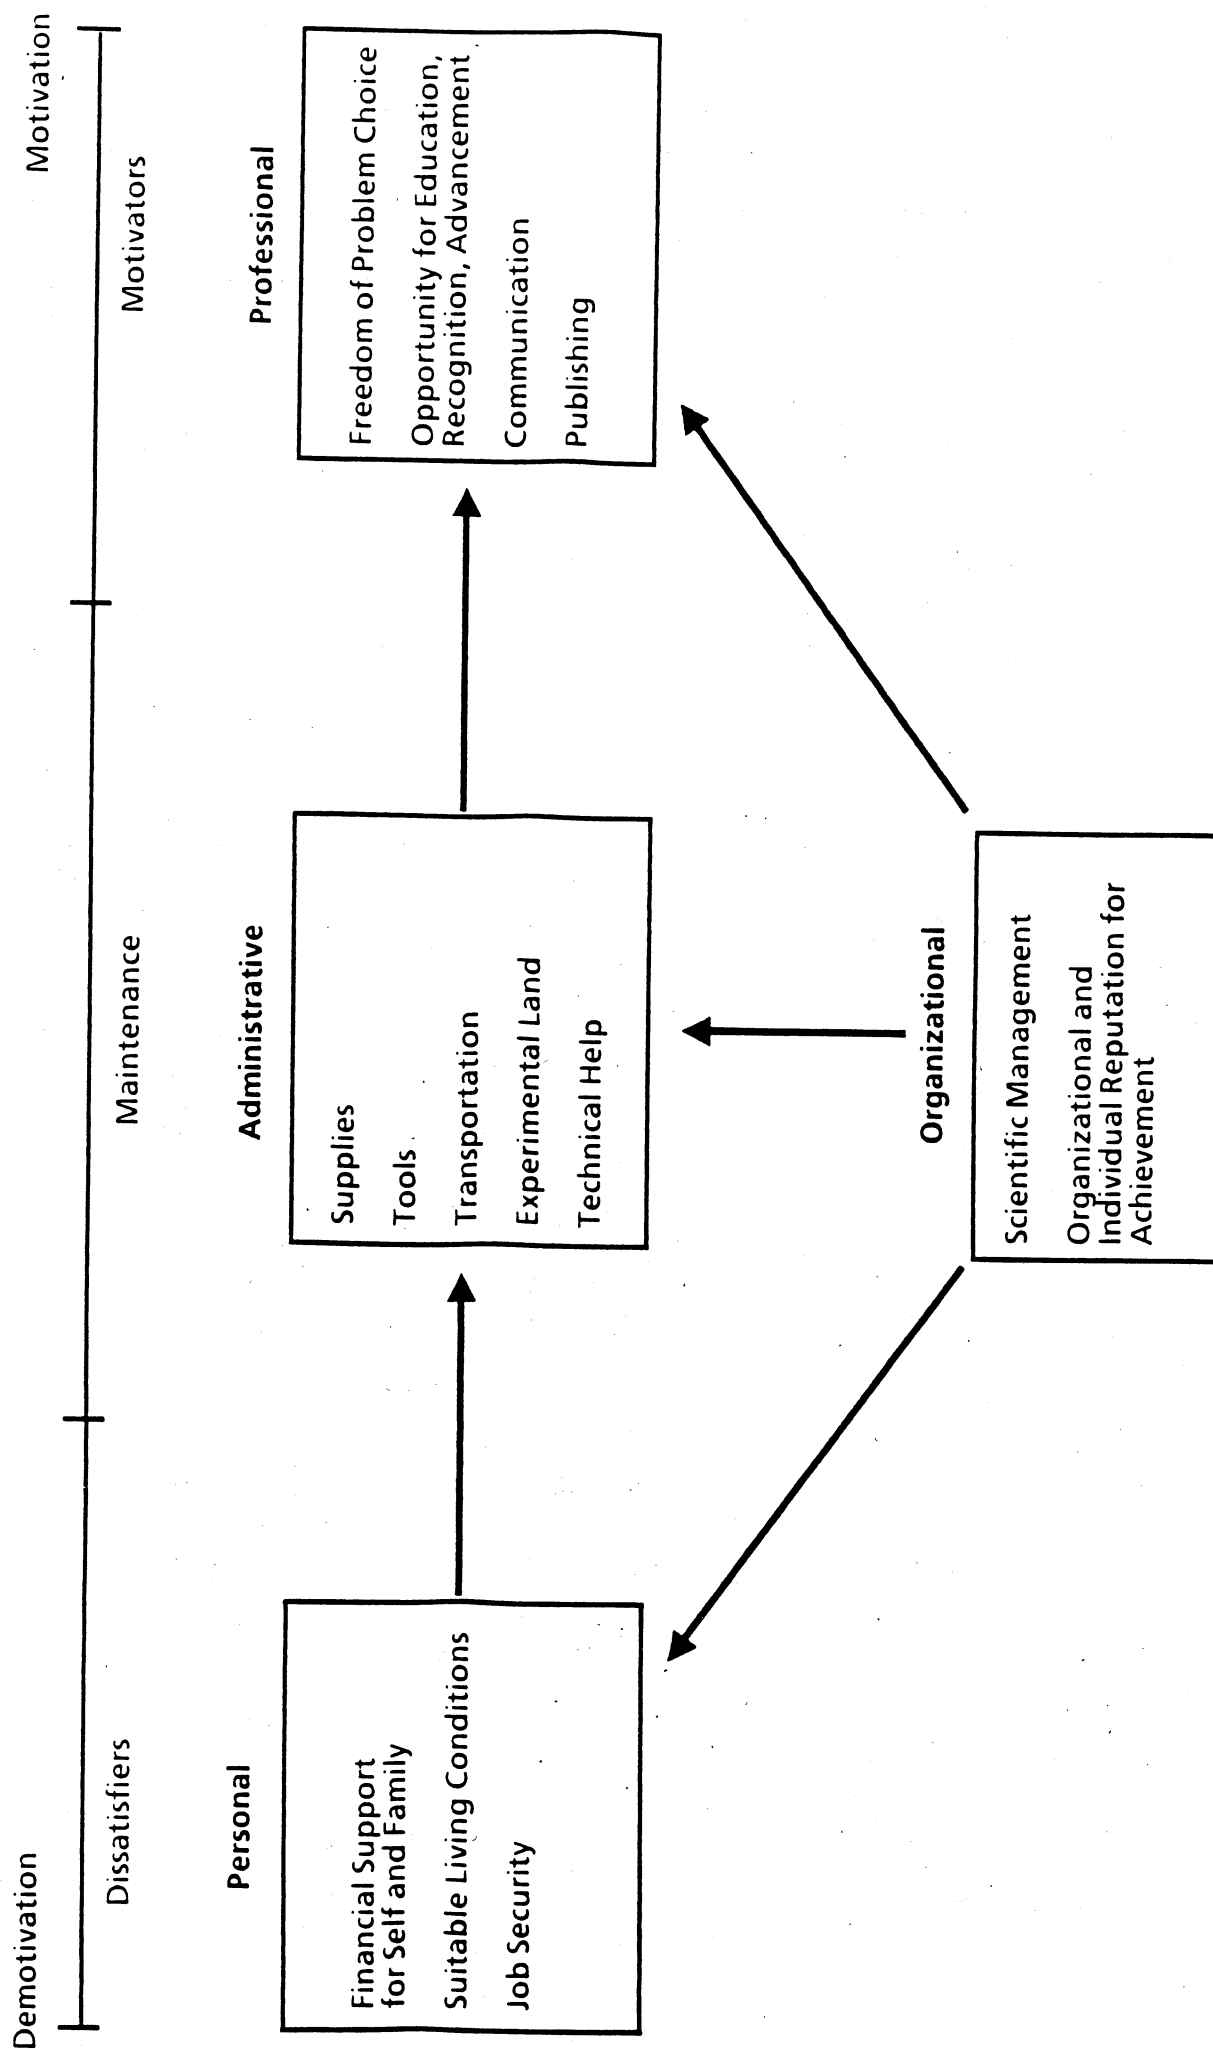 Demotivation
Motivation
Dissatisfiers
Maintenance
Motivators
Personal
Financial Support
for Self and Family
Suitable Living Conditions
Job Security
Administrative
Supplies
Tools
Transportation
Experimental Land
Technical Help
Professional
Freedom of Problem Choice
Opportunity for Education,
Recognition, Advancement
Communication
Publishing
Organizational
Scientific Management
Organizational and
Individual Reputation for
Achievement